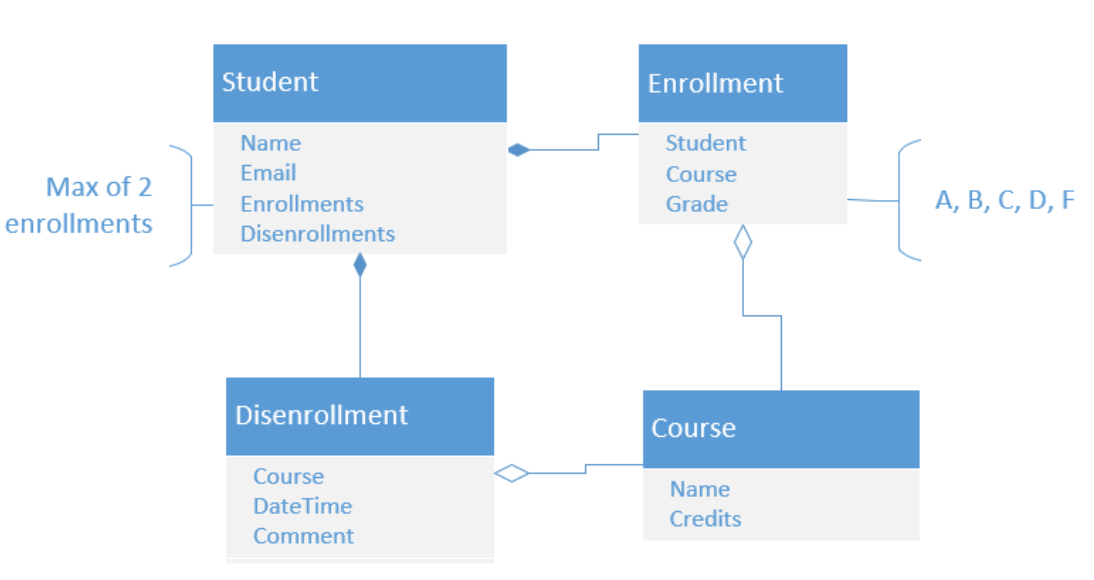 Student
Name
Email
Enrollments
Disenrollments
Max of 2
enrollments
Enrollment
Student
Course
Grade
A, B, C, D, F
Disenrollment
Course
DateTime
Comment
Course
Name
Credits